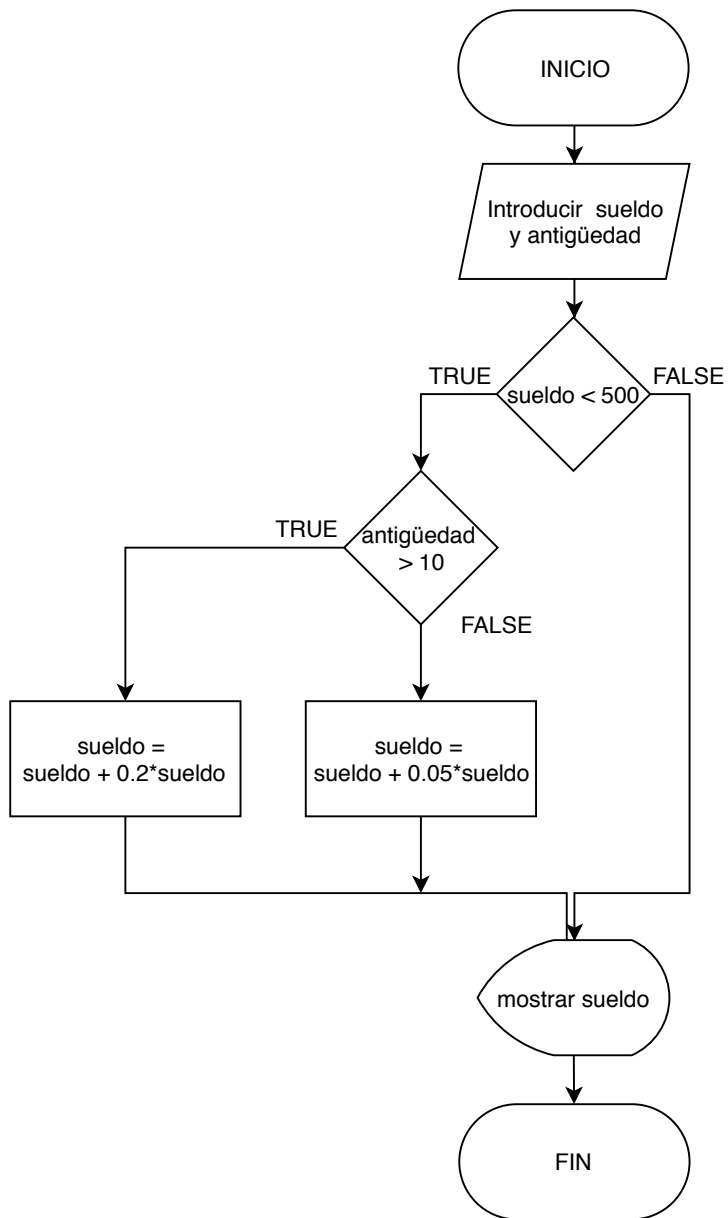 INICIO
Introducir sueldo
y antigüedad
TRUE
sueldo < 500
FALSE
TRUE
antigüedad
> 10
FALSE
sueldo =
sueldo + 0.2*sueldo
sueldo =
sueldo + 0.05*sueldo
mostrar sueldo
FIN